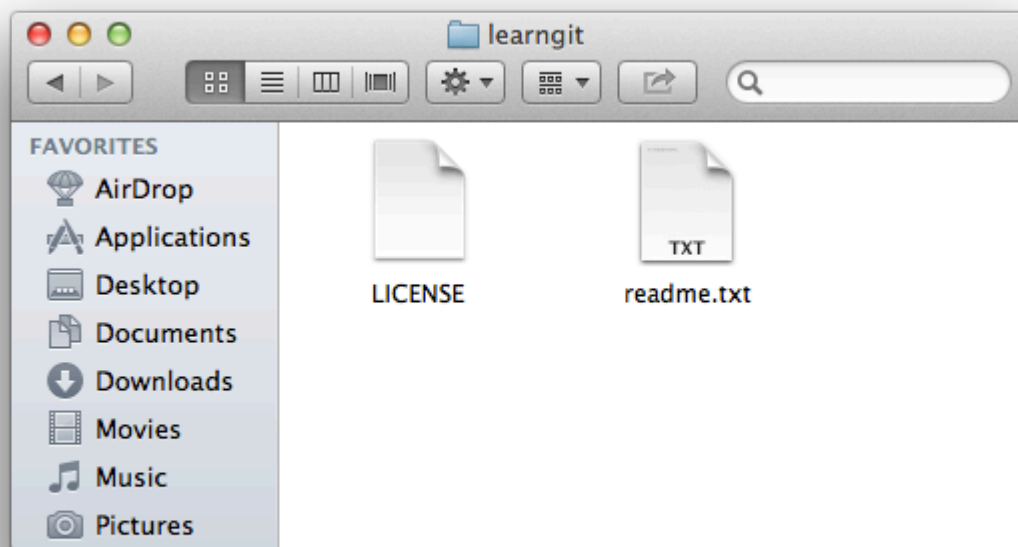 learngit
FAVORITES
AirDrop
Applications
Desktop
Documents
Downloads
Movies
Music
Pictures
TXT
LICENSE
readme.txt